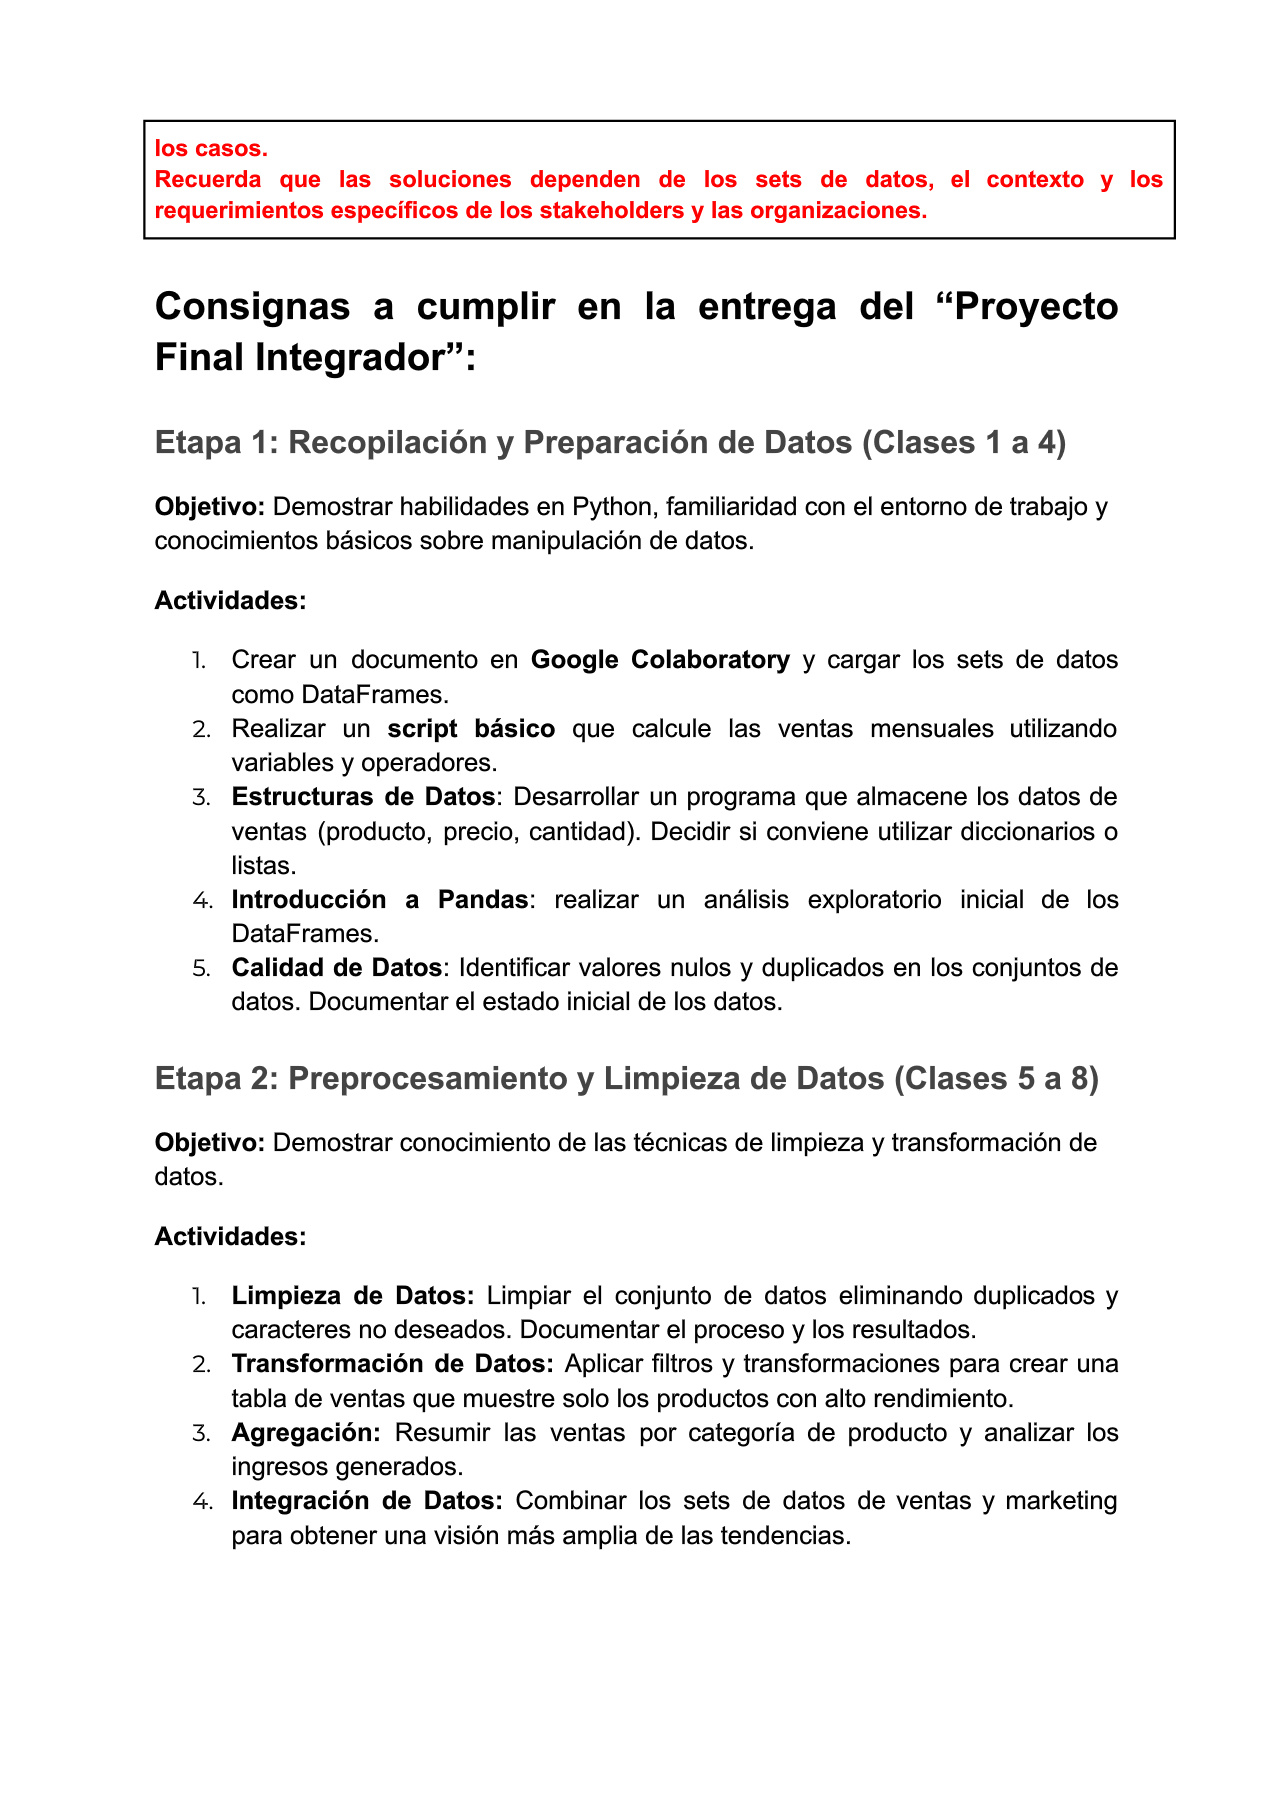 los casos.
Recuerda que las soluciones dependen de los sets de datos, el contexto y los
requerimientos específicos de los stakeholders y las organizaciones.
Consignas a cumplir en la entrega del “Proyecto
Final Integrador”:
Etapa 1: Recopilación y Preparación de Datos (Clases 1 a 4)
Objetivo: Demostrar habilidades en Python, familiaridad con el entorno de trabajo y
conocimientos básicos sobre manipulación de datos.
Actividades:
1. Crear un documento en Google Colaboratory y cargar los sets de datos
como DataFrames.
2. Realizar un script básico que calcule las ventas mensuales utilizando
variables y operadores.
3. Estructuras de Datos: Desarrollar un programa que almacene los datos de
ventas (producto, precio, cantidad). Decidir si conviene utilizar diccionarios o
listas.
4. Introducción a Pandas: realizar un análisis exploratorio inicial de los
DataFrames.
5. Calidad de Datos: Identificar valores nulos y duplicados en los conjuntos de
datos. Documentar el estado inicial de los datos.
Etapa 2: Preprocesamiento y Limpieza de Datos (Clases 5 a 8)
Objetivo: Demostrar conocimiento de las técnicas de limpieza y transformación de
datos.
Actividades:
1. Limpieza de Datos: Limpiar el conjunto de datos eliminando duplicados y
caracteres no deseados. Documentar el proceso y los resultados.
2. Transformación de Datos: Aplicar filtros y transformaciones para crear una
tabla de ventas que muestre solo los productos con alto rendimiento.
3. Agregación: Resumir las ventas por categoría de producto y analizar los
ingresos generados.
4. Integración de Datos: Combinar los sets de datos de ventas y marketing
para obtener una visión más amplia de las tendencias.